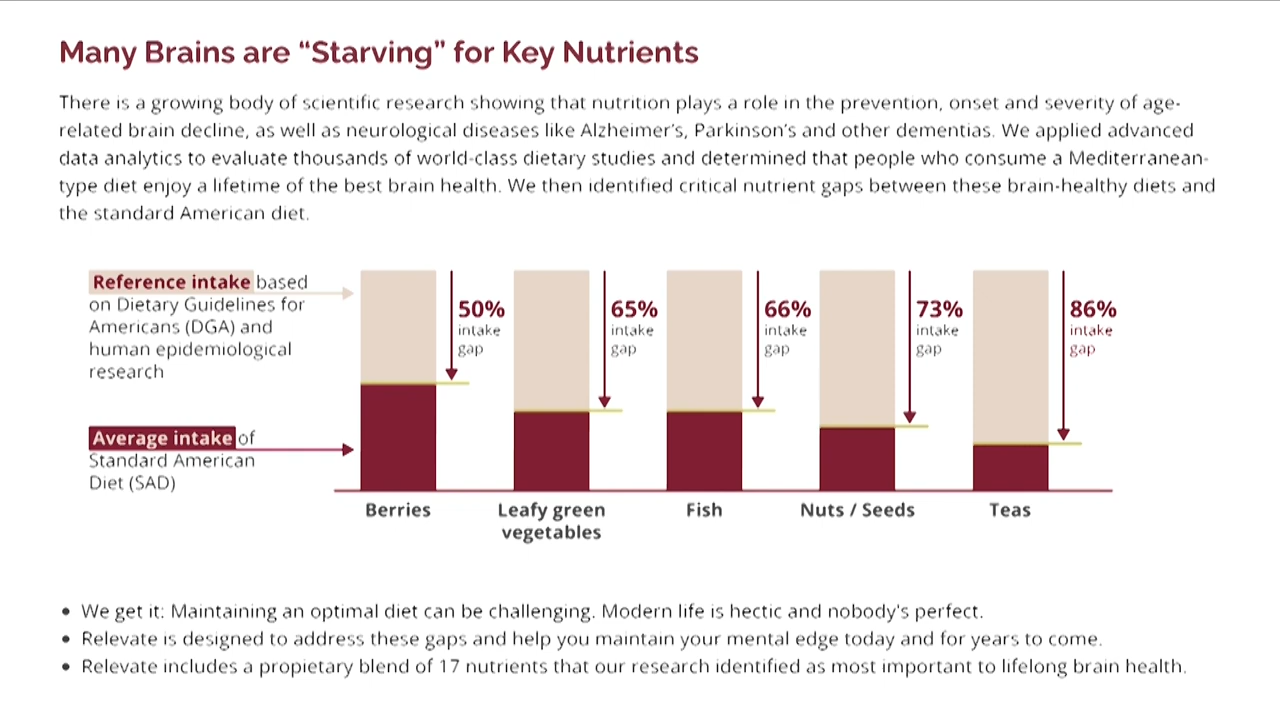 Many Brains are “Starving” for Key Nutrients
There is a growing body of scientific research showing that nutrition plays a role in the prevention, onset and severity of age-
related brain decline, as well as neurological diseases like Alzheimer’s, Parkinson’s and other dementias. We applied advanced
data analytics to evaluate thousands of world-class dietary studies and determined that people who consume a Mediterranean-
type diet enjoy a lifetime of the best brain health. We then identified critical nutrient gaps between these brain-healthy diets and
the standard American diet.
Reference intake based
on Dietary Guidelines for
Americans (DGA) and
human epidemiological
research
Average intake of
Standard American
Diet (SAD)
50%
intake
gap
65%
intake
gap
66%
intake
gap
73%
intake
gap
86%
intake
gap
Berries
Leafy green
vegetables
Fish
Nuts / Seeds
Teas
• We get it: Maintaining an optimal diet can be challenging. Modern life is hectic and nobody's perfect.
• Relevate is designed to address these gaps and help you maintain your mental edge today and for years to come.
• Relevate includes a propietary blend of 17 nutrients that our research identified as most important to lifelong brain health.